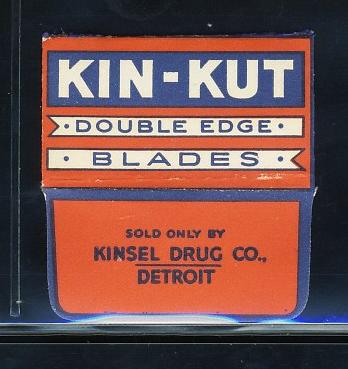 KIN-KUT
·DOUBLE EDGE·
·BLADES·
SOLD ONLY BY
KINSEL DRUG CO.,
DETROIT